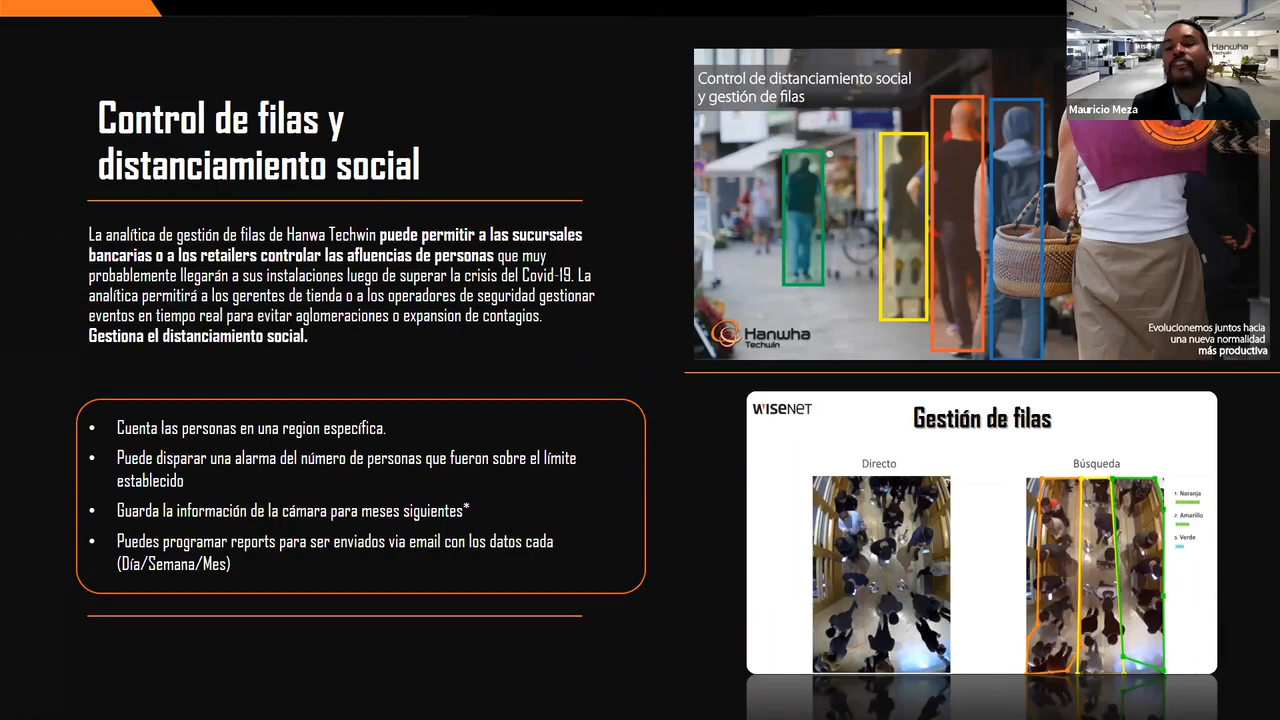 Control de filas y
distanciamiento social
La analítica de gestión de filas de Hanwa Techwin puede permitir a las sucursales
bancarias o a los retailers controlar las afluencias de personas que muy
probablemente llegarán a sus instalaciones luego de superar la crisis del Covid-19. La
analítica permitirá a los gerentes de tienda o a los operadores de seguridad gestionar
eventos en tiempo real para evitar aglomeraciones o expansion de contagios.
Gestiona el distanciamiento social.
• Cuenta las personas en una region específica.
• Puede disparar una alarma del número de personas que fueron sobre el límite
establecido
• Guarda la información de la cámara para meses siguientes*
• Puedes programar reports para ser enviados via email con los datos cada
(Día/Semana/Mes)
Control de distanciamiento social
y gestión de filas
Hanwha
Techwin
Evolucionemos juntos hacia
una nueva normalidad
más productiva
WISENET
Hanwha
Techwin
Mauricio Meza
WISENET
Gestión de filas
Directo
Búsqueda
1: Naranja
2: Amarillo
3: Verde